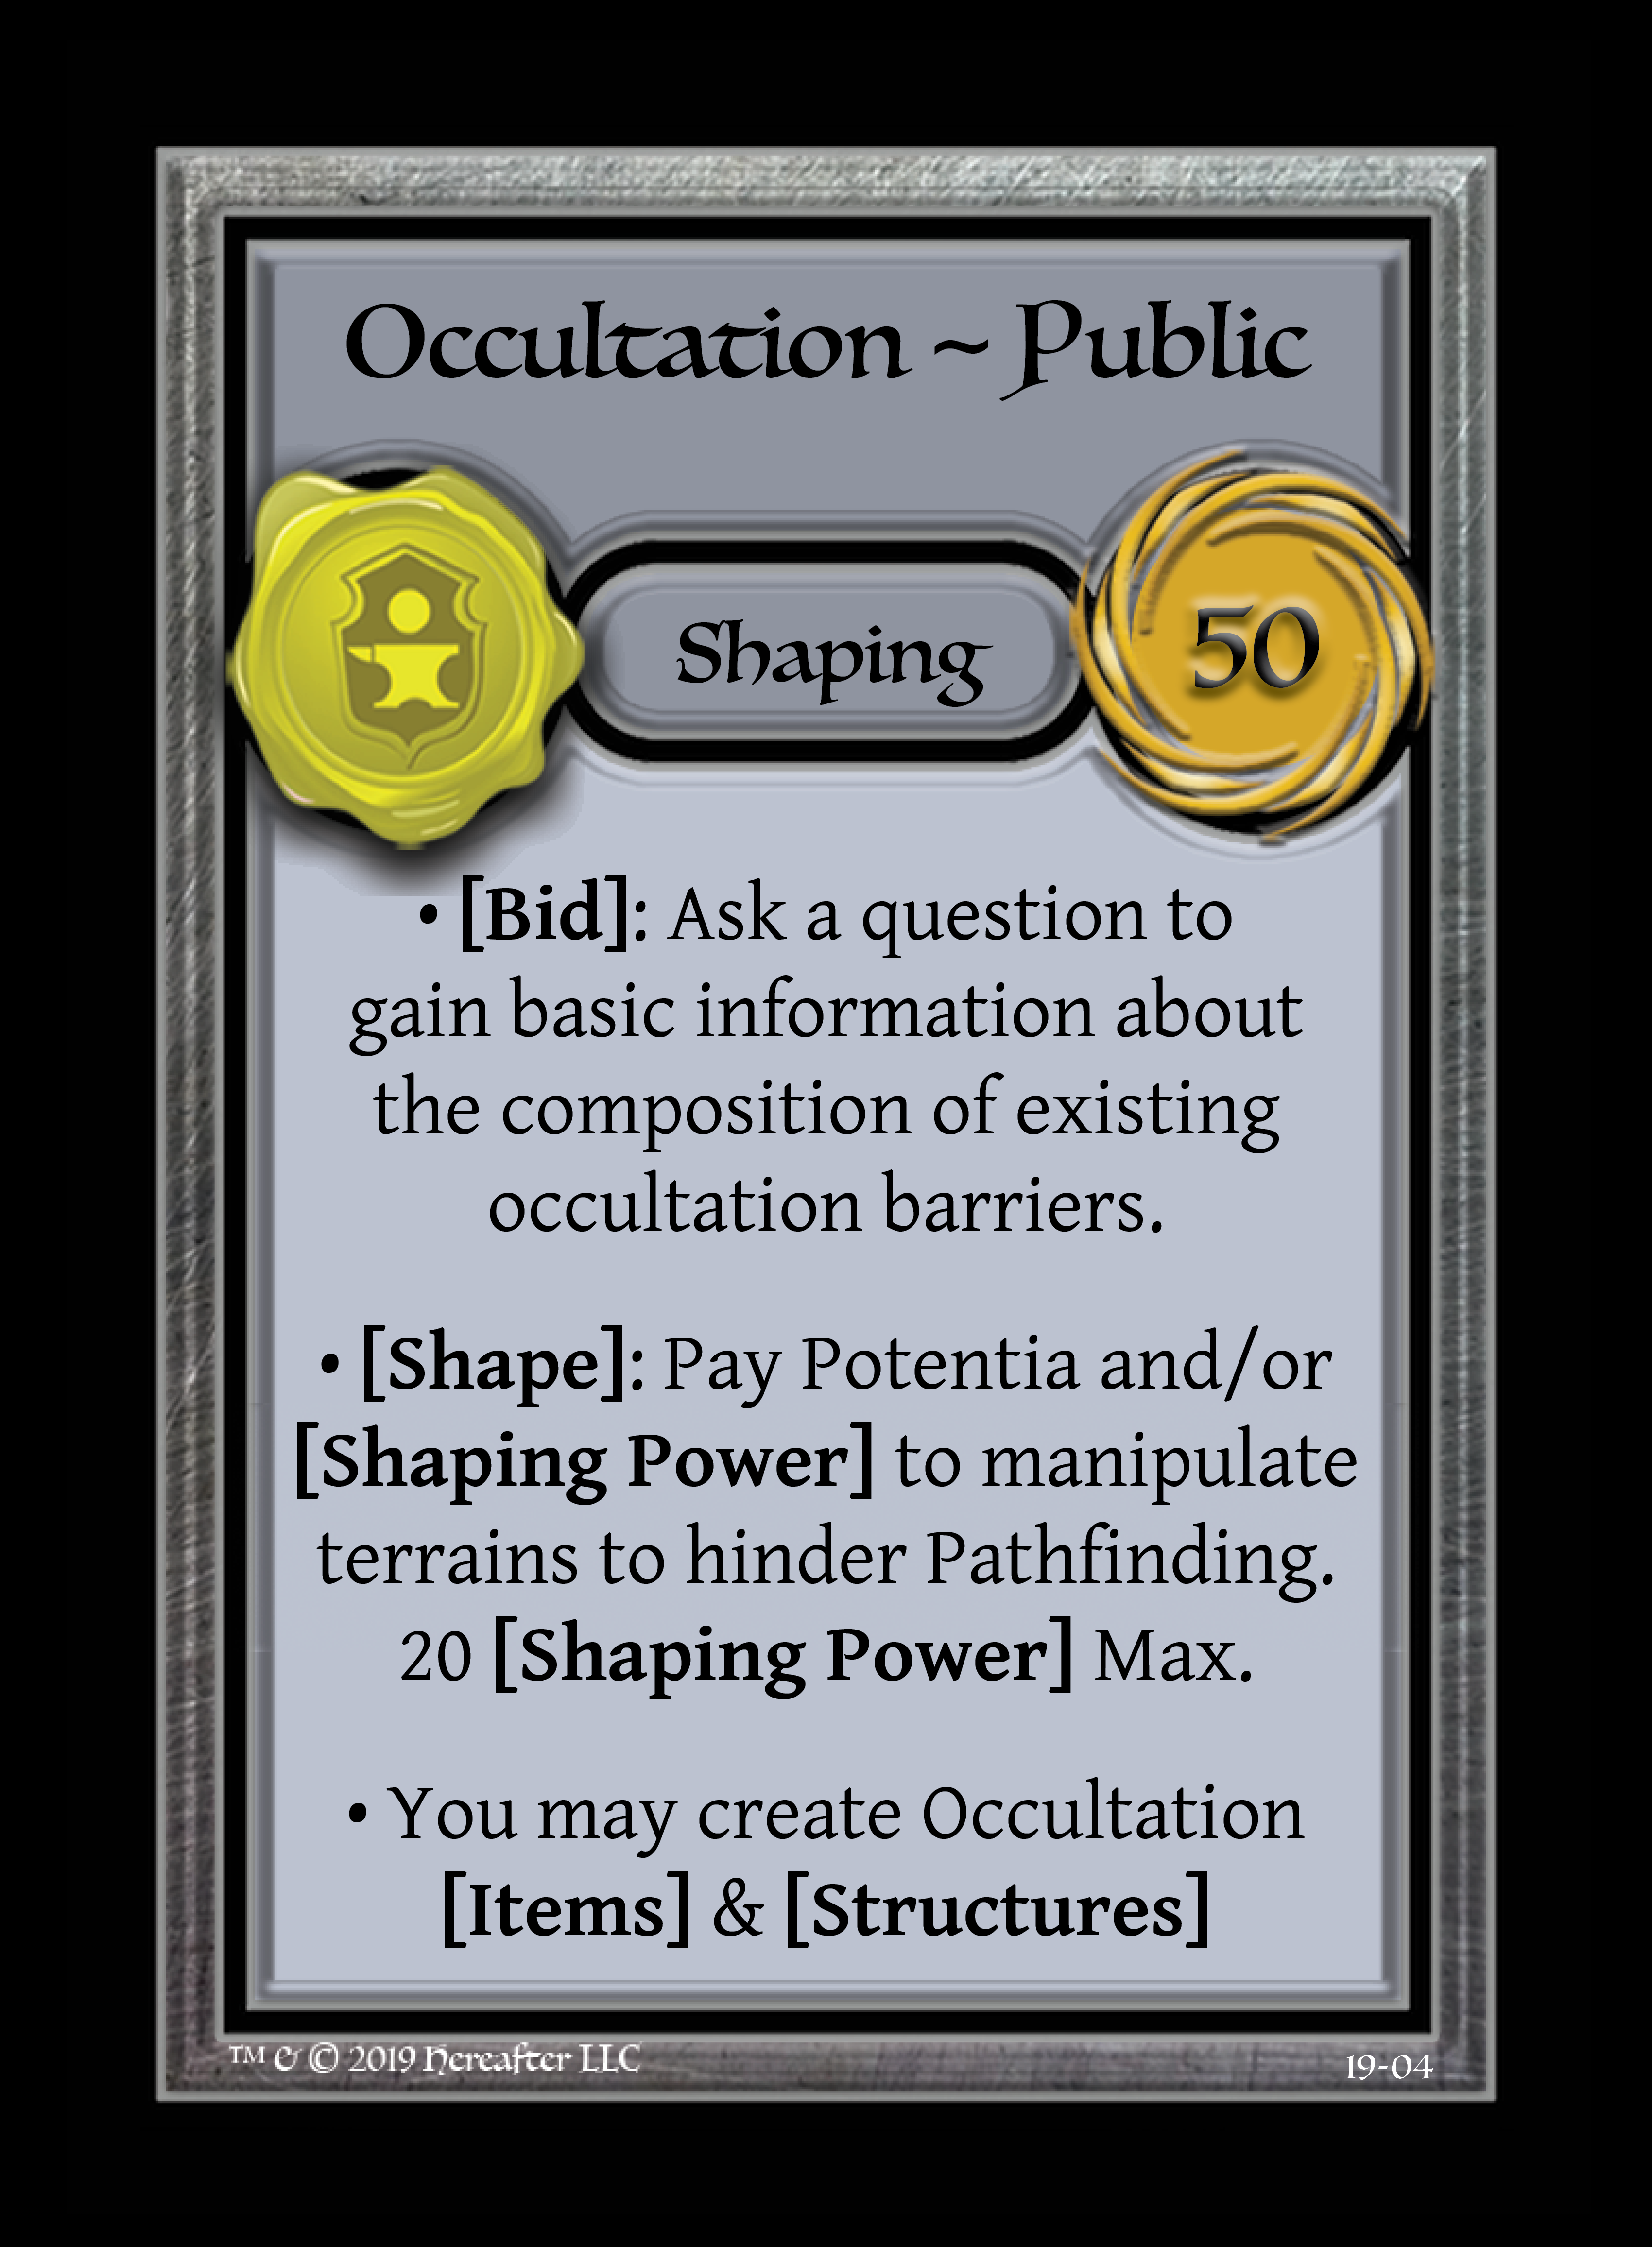 Occultation ~ Public
Shaping
50
• [Bid]: Ask a question to
gain basic information about
the composition of existing
occultation barriers.
• [Shape]: Pay Potentia and/or
[Shaping Power] to manipulate
terrains to hinder Pathfinding.
20 [Shaping Power] Max.
• You may create Occultation
[Items] & [Structures]
™ & © 2019 Hereafter LLC
19-04